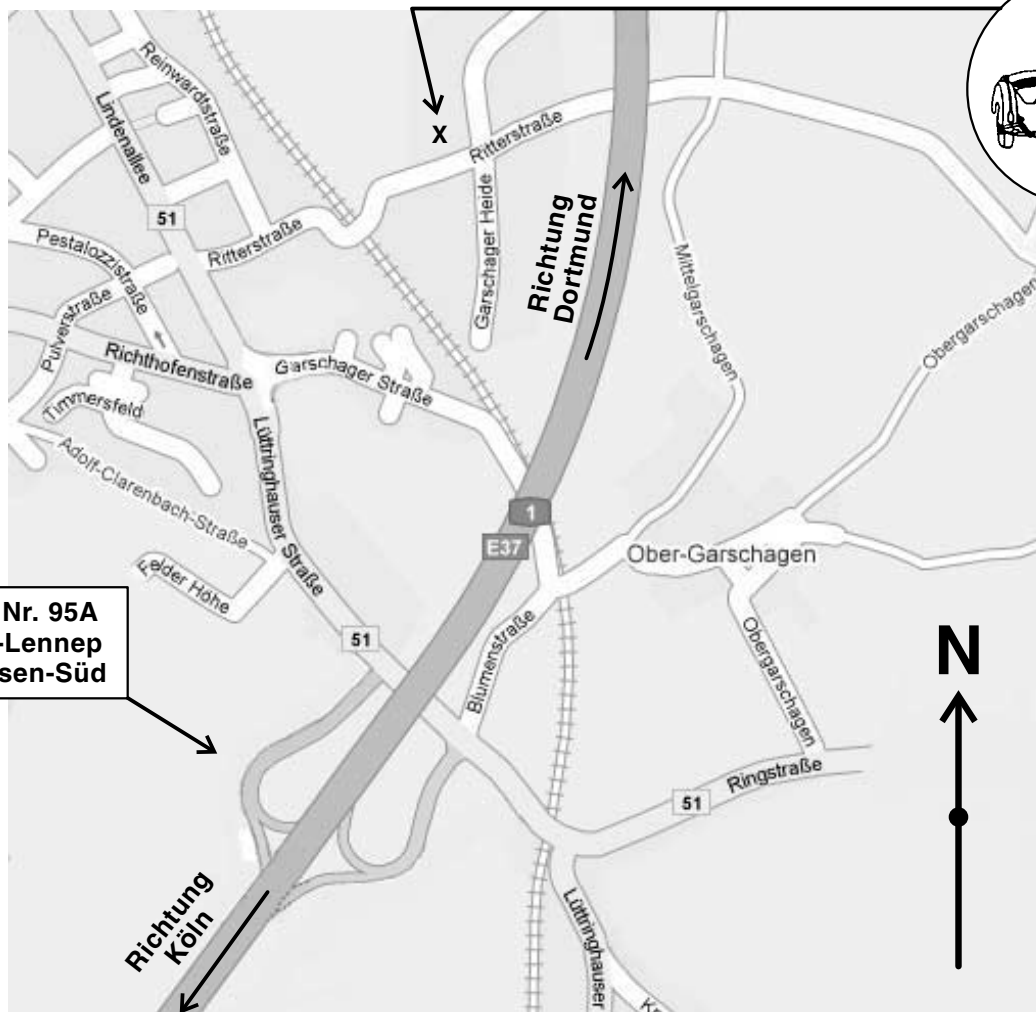 Reinwardtstraße
Lindenallee
X
Ritterstraße
Garschager Heide
51
Pestalozzistraße
Ritterstraße
Richtung
Dortmund
Mittelgarschagen
Obergarschagen
Pulverstraße
Richthofenstraße
Garschager Straße
Timmersfeld
Lüttringhauser Straße
Adolf-Clarenbach-Straße
1
E37
Ober-Garschagen
Felder Höhe
Nr. 95A
-Lennep
sen-Süd
51
Blumenstraße
Obergarschagen
N
Ringstraße
51
Richtung
Köln
Lüttringhauser